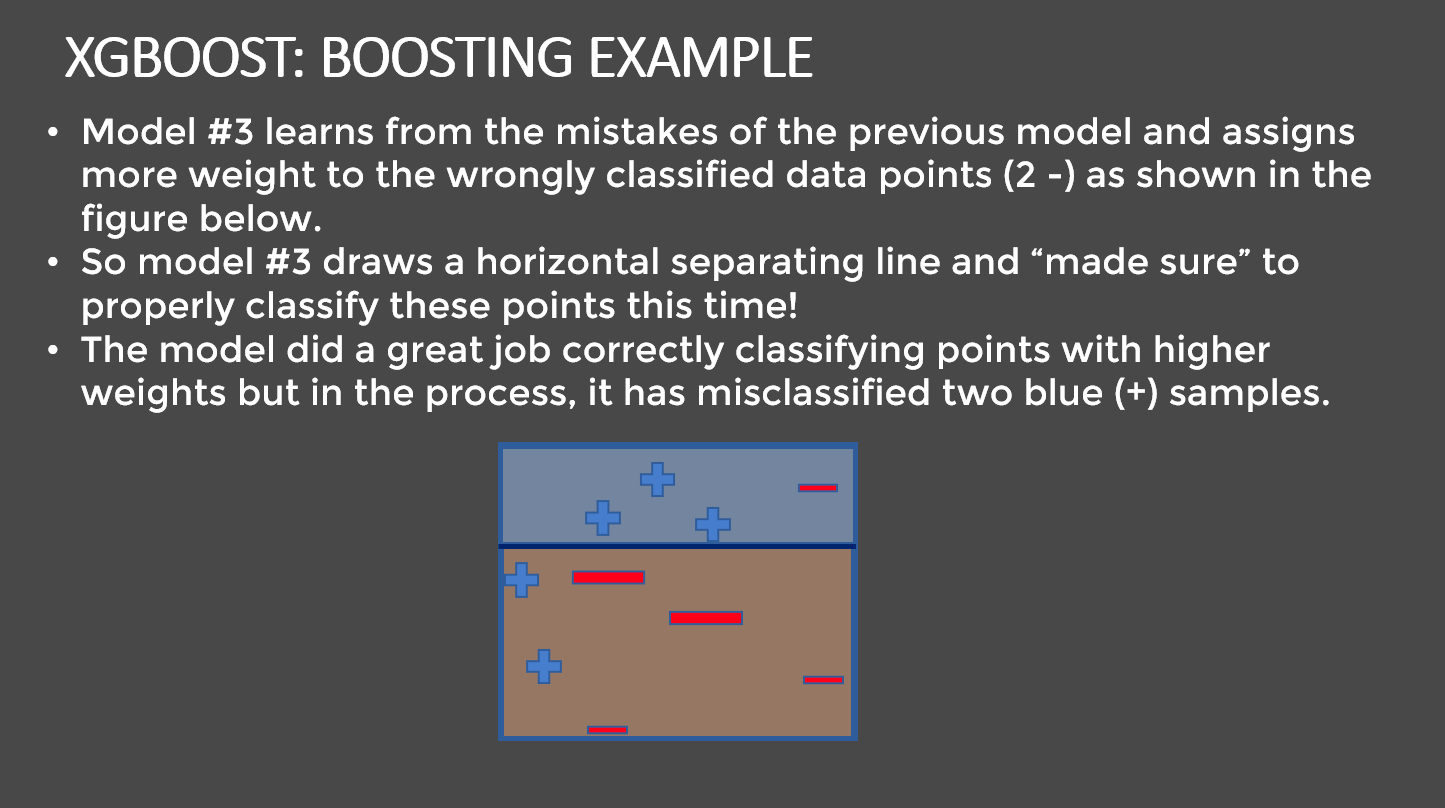 XGBOOST: BOOSTING EXAMPLE
• Model #3 learns from the mistakes of the previous model and assigns
more weight to the wrongly classified data points (2 -) as shown in the
figure below.
• So model #3 draws a horizontal separating line and “made sure” to
properly classify these points this time!
• The model did a great job correctly classifying points with higher
weights but in the process, it has misclassified two blue (+) samples.